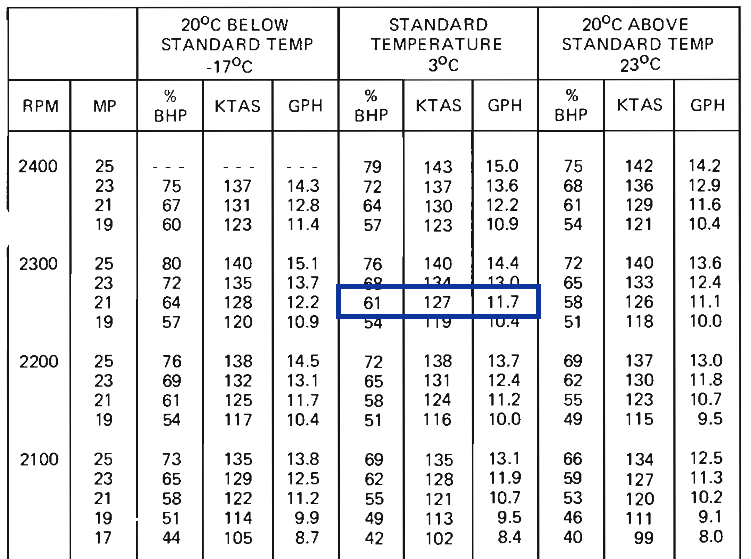 20°C BELOW STANDARD TEMPERATURE 20°C ABOVE
STANDARD TEMP TEMPERATURE STANDARD TEMP
-17°C 3°C 23°C
RPM MP % BHP KTAS GPH % BHP KTAS GPH % BHP KTAS GPH
2400 25 - - - - - - - - - 79 143 15.0 75 142 14.2
23 75 137 14.3 72 137 13.6 68 136 12.9
21 67 131 12.8 64 130 12.2 61 129 11.6
19 60 123 11.4 57 123 10.9 54 121 10.4
2300 25 80 140 15.1 76 140 14.4 72 140 13.6
23 72 135 13.7 68 134 13.0 65 133 12.4
21 64 128 12.2 61 127 11.7 58 126 11.1
19 57 120 10.9 54 119 10.4 51 118 10.0
2200 25 76 138 14.5 72 138 13.7 69 137 13.0
23 69 132 13.1 65 131 12.4 62 130 11.8
21 61 125 11.7 58 124 11.2 55 123 10.7
19 54 117 10.4 51 116 10.0 49 115 9.5
2100 25 73 135 13.8 69 135 13.1 66 134 12.5
23 65 129 12.5 62 128 11.9 59 127 11.3
21 58 122 11.2 55 121 10.7 53 120 10.2
19 51 114 9.9 49 113 9.5 46 111 9.1
17 44 105 8.7 42 102 8.4 40 99 8.0